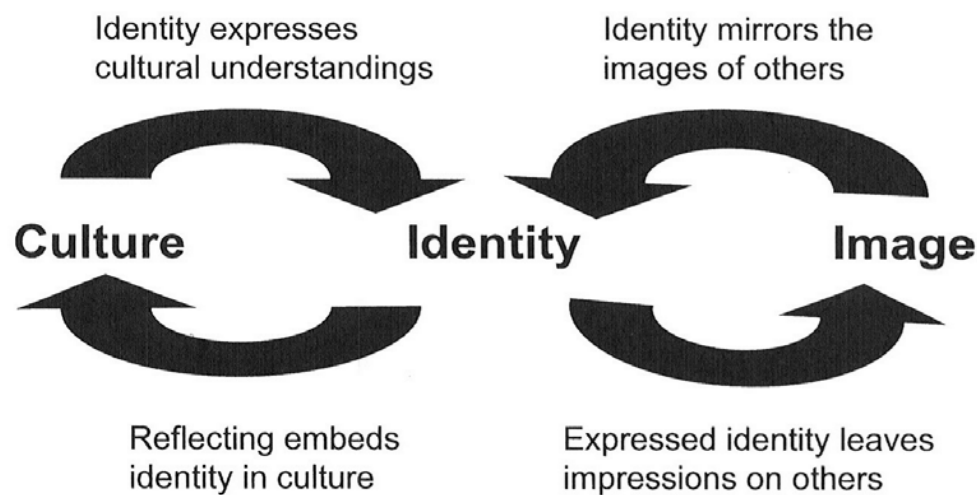 Identity expresses
cultural understandings
Identity mirrors the
images of others
Culture
Identity
Image
Reflecting embeds
identity in culture
Expressed identity leaves
impressions on others